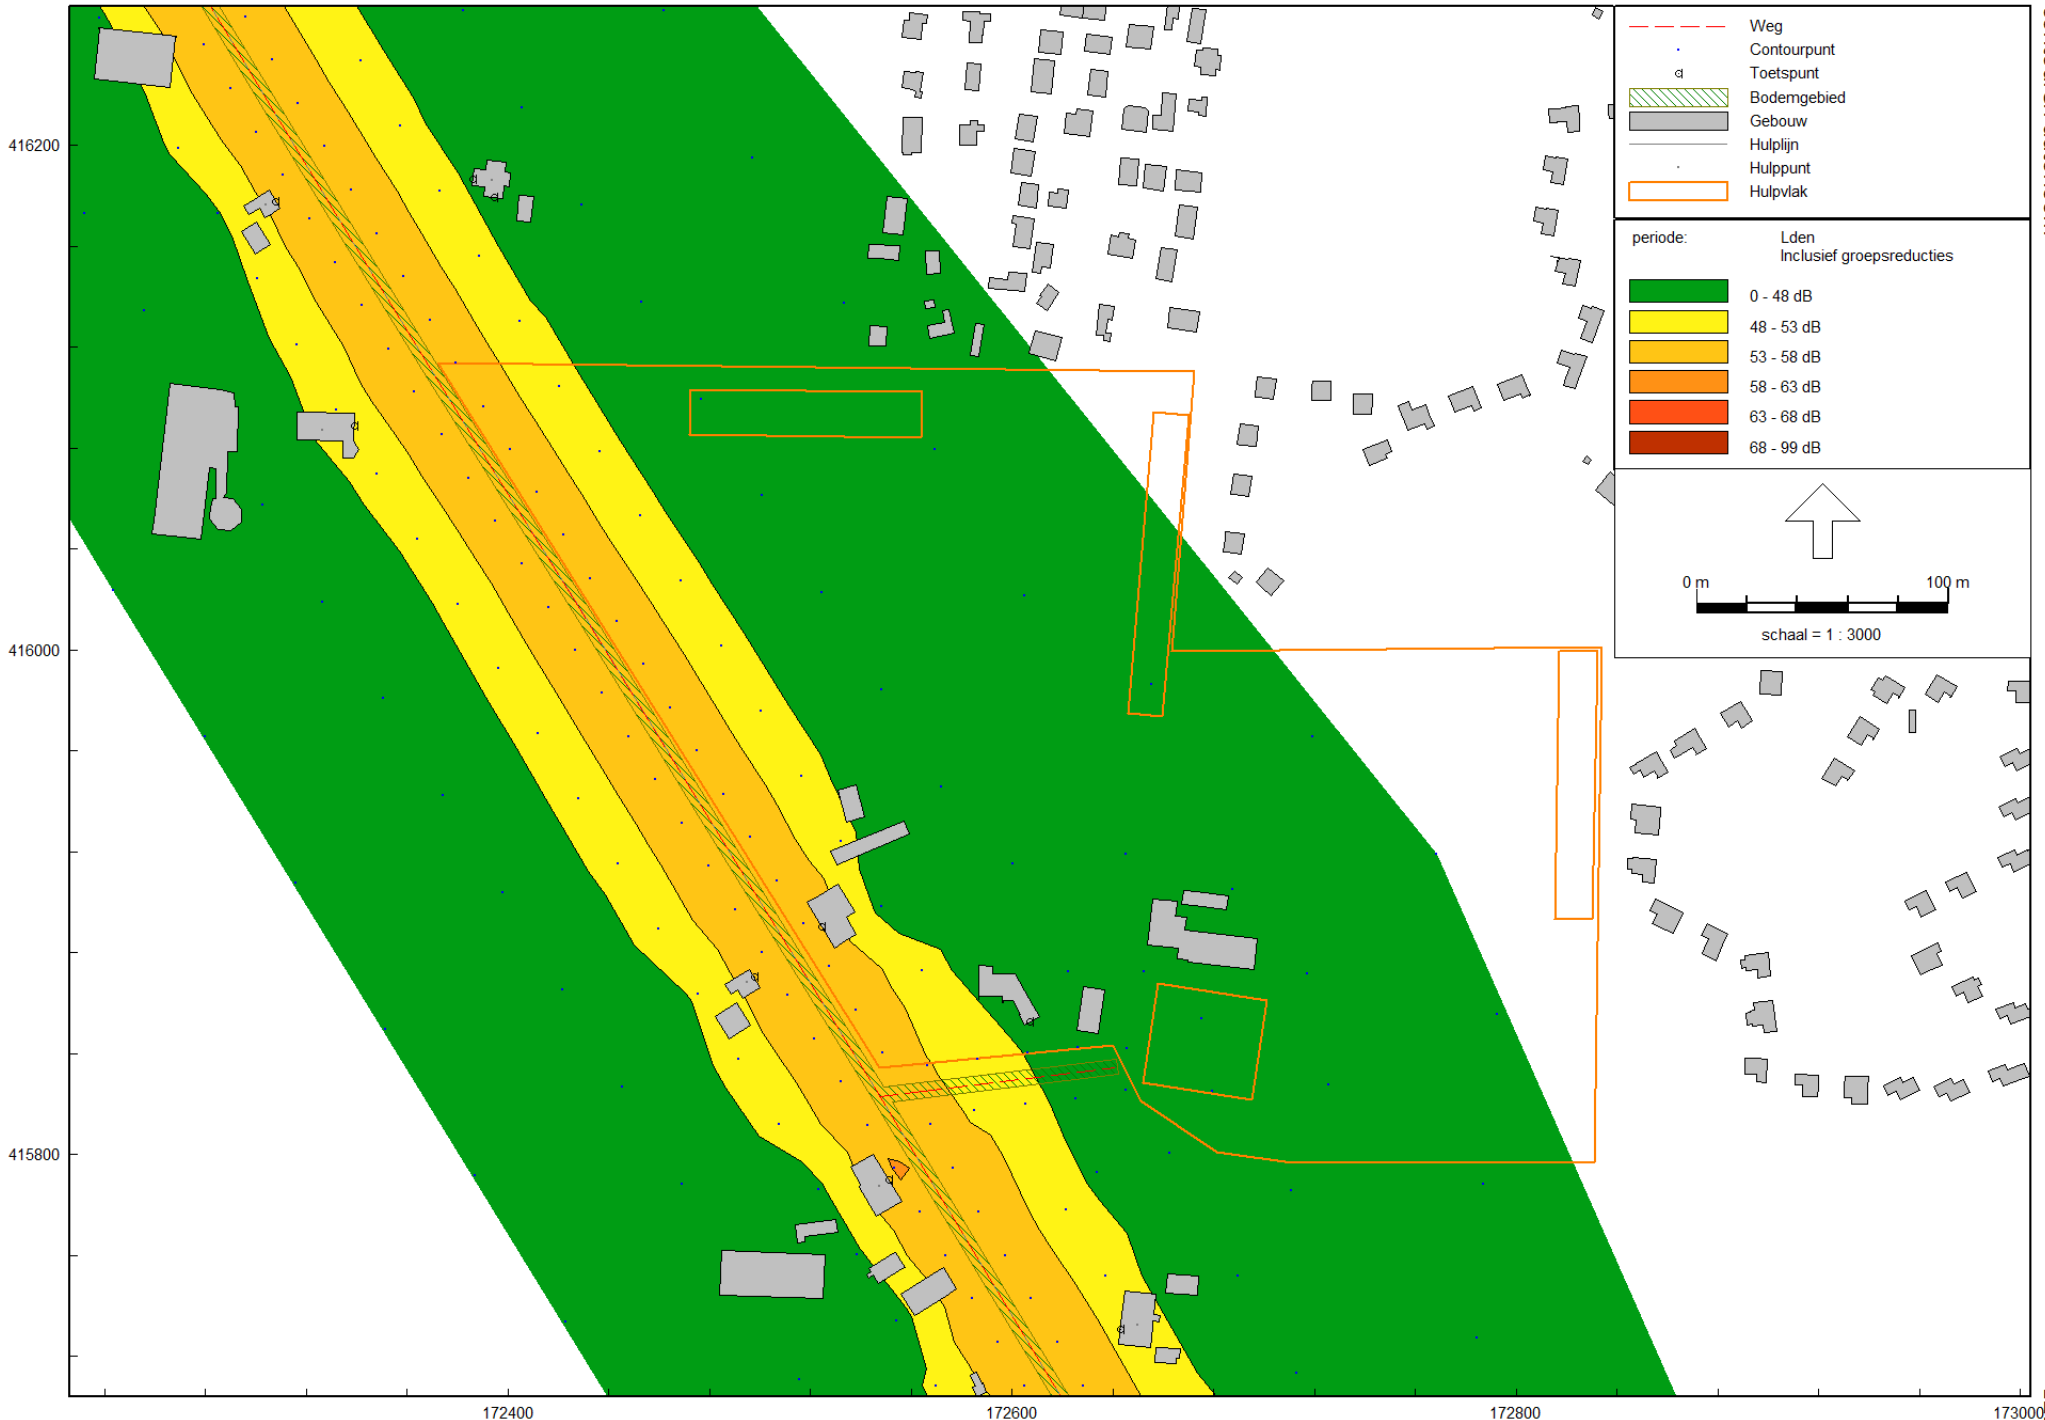 Weg
Contourpunt
Toetspunt
Bodemgebied
Gebouw
Hulplijn
Hulppunt
Hulpvlak
periode: Lden
Inclusief groepsreducties
0 - 48 dB
48 - 53 dB
53 - 58 dB
58 - 63 dB
63 - 68 dB
68 - 99 dB
0 m 100 m
schaal = 1 : 3000
416200
416000
415800
172400 172600 172800 173000